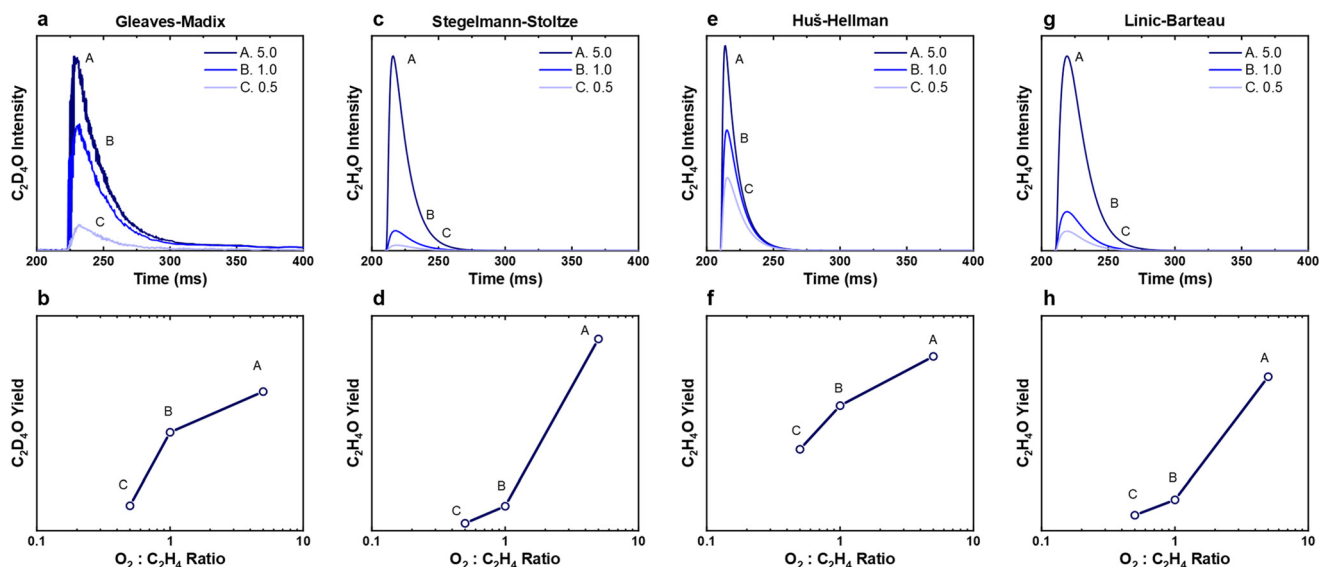 a
Gleaves-Madix
C₂D₄O Intensity
A
B
C
A. 5.0
B. 1.0
C. 0.5
200 250 300 350 400
Time (ms)
c
Stegelmann-Stoltze
C₂H₄O Intensity
A
B
C
A. 5.0
B. 1.0
C. 0.5
200 250 300 350 400
Time (ms)
e
Huš-Hellman
C₂H₄O Intensity
A
B
C
A. 5.0
B. 1.0
C. 0.5
200 250 300 350 400
Time (ms)
g
Linic-Barteau
C₂H₄O Intensity
A
B
C
A. 5.0
B. 1.0
C. 0.5
200 250 300 350 400
Time (ms)
b
C₂D₄O Yield
A
B
C
0.1 1 10
O₂ : C₂H₄ Ratio
d
C₂H₄O Yield
A
B
C
0.1 1 10
O₂ : C₂H₄ Ratio
f
C₂H₄O Yield
A
B
C
0.1 1 10
O₂ : C₂H₄ Ratio
h
C₂H₄O Yield
A
B
C
0.1 1 10
O₂ : C₂H₄ Ratio